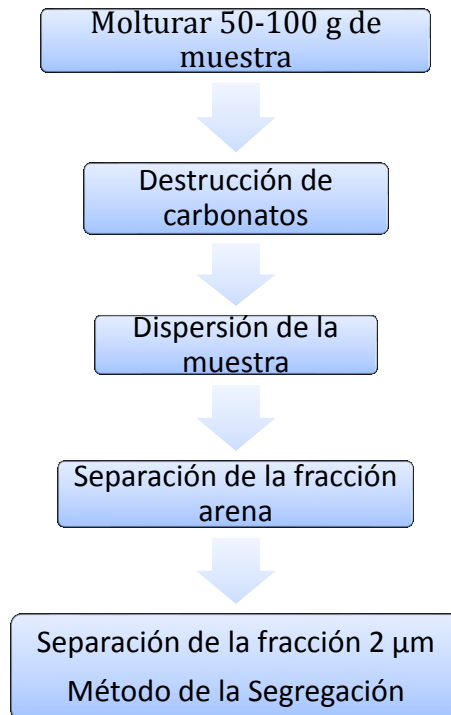 Molturar 50-100 g de
muestra
Destrucción de
carbonatos
Dispersión de la
muestra
Separación de la fracción
arena
Separación de la fracción 2 μm
Método de la Segregación